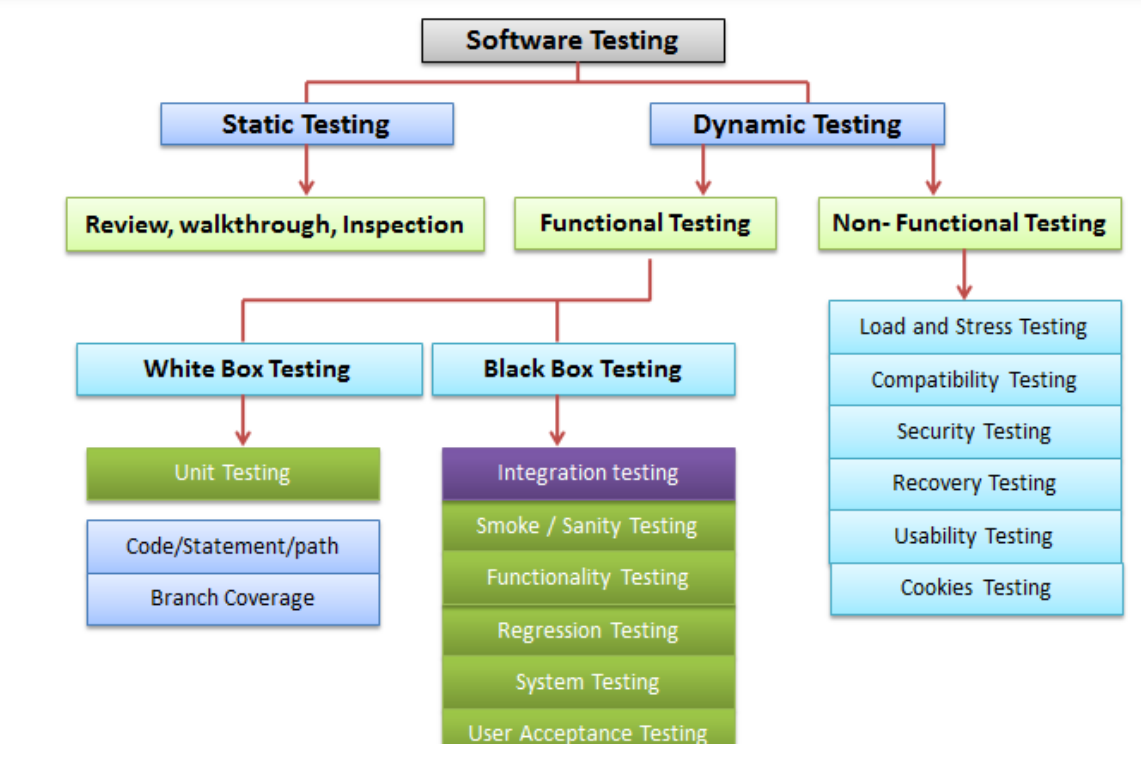 Software Testing
Static Testing
Dynamic Testing
Review, walkthrough, Inspection
Functional Testing
Non- Functional Testing
White Box Testing
Black Box Testing
Load and Stress Testing
Compatibility Testing
Security Testing
Recovery Testing
Usability Testing
Cookies Testing
Unit Testing
Code/Statement/path
Branch Coverage
Integration testing
Smoke / Sanity Testing
Functionality Testing
Regression Testing
System Testing
User Acceptance Testing